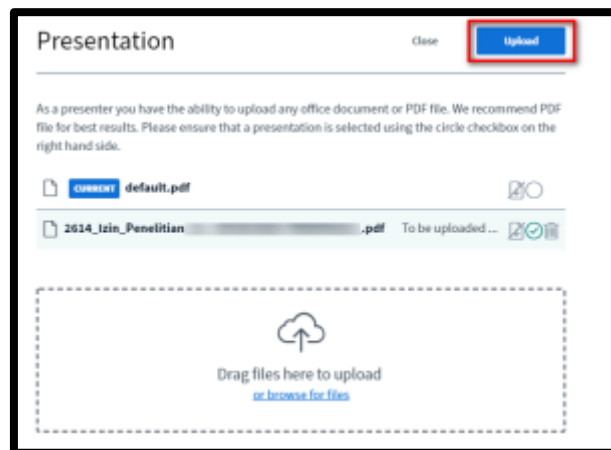 Presentation
Close
Upload
As a presenter you have the ability to upload any office document or PDF file. We recommend PDF
file for best results. Please ensure that a presentation is selected using the circle checkbox on the
right hand side.
CURRENT default.pdf
2614_Izin_Penelitian .pdf To be uploaded ...
Drag files here to upload
or browse for files